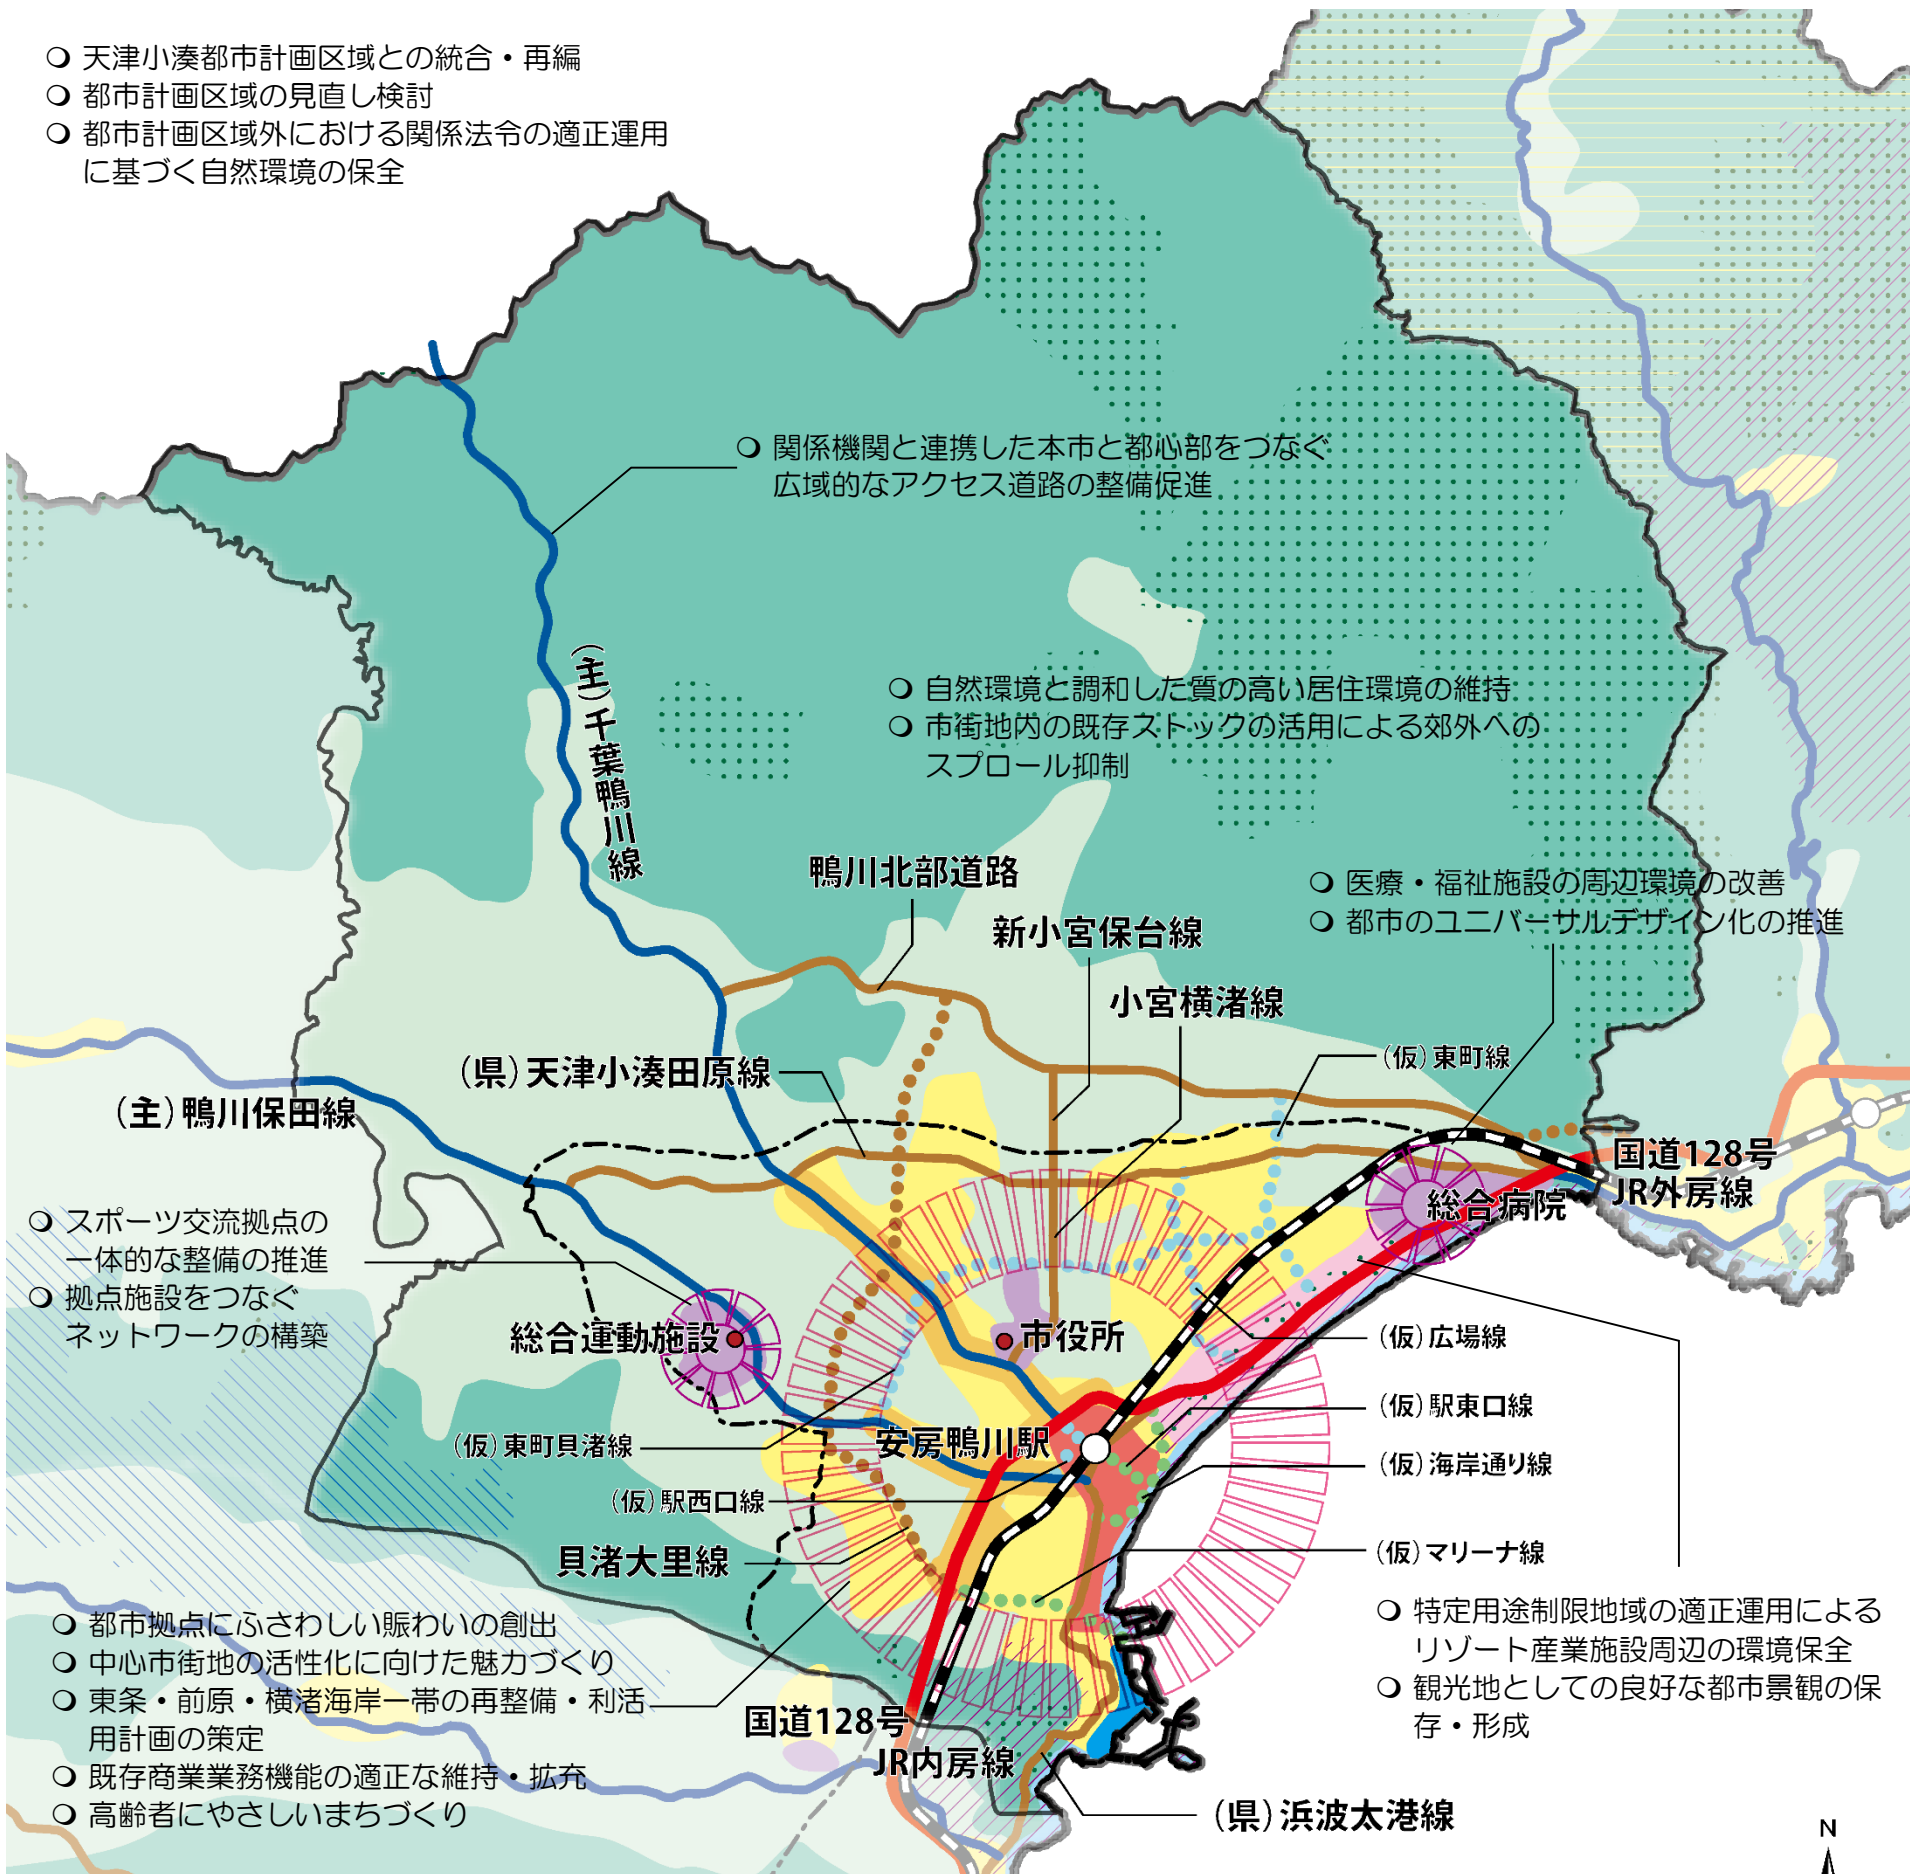 ○ 天津小湊都市計画区域との統合・再編
○ 都市計画区域の見直し検討
○ 都市計画区域外における関係法令の適正運用
に基づく自然環境の保全
○ 関係機関と連携した本市と都心部をつなぐ
広域的なアクセス道路の整備促進
(主)千葉鴨川線
○ 自然環境と調和した質の高い居住環境の維持
○ 市街地内の既存ストックの活用による郊外への
スプロール抑制
鴨川北部道路
○ 医療・福祉施設の周辺環境の改善
○ 都市のユニバーサルデザイン化の推進
新小宮保台線
小宮横渚線
(仮)東町線
(県)天津小湊田原線
(主)鴨川保田線
国道128号
JR外房線
総合病院
○ スポーツ交流拠点の
一体的な整備の推進
○ 拠点施設をつなぐ
ネットワークの構築
総合運動施設
市役所
(仮)広場線
(仮)駅東口線
安房鴨川駅
(仮)東町貝渚線
(仮)海岸通り線
(仮)駅西口線
(仮)マリーナ線
貝渚大里線
○ 都市拠点にふさわしい賑わいの創出
○ 中心市街地の活性化に向けた魅力づくり
○ 東条・前原・横渚海岸一帯の再整備・利活
用計画の策定
○ 既存商業業務機能の適正な維持・拡充
○ 高齢者にやさしいまちづくり
○ 特定用途制限地域の適正運用による
リゾート産業施設周辺の環境保全
○ 観光地としての良好な都市景観の保
存・形成
国道128号
JR内房線
(県)浜波太港線
N